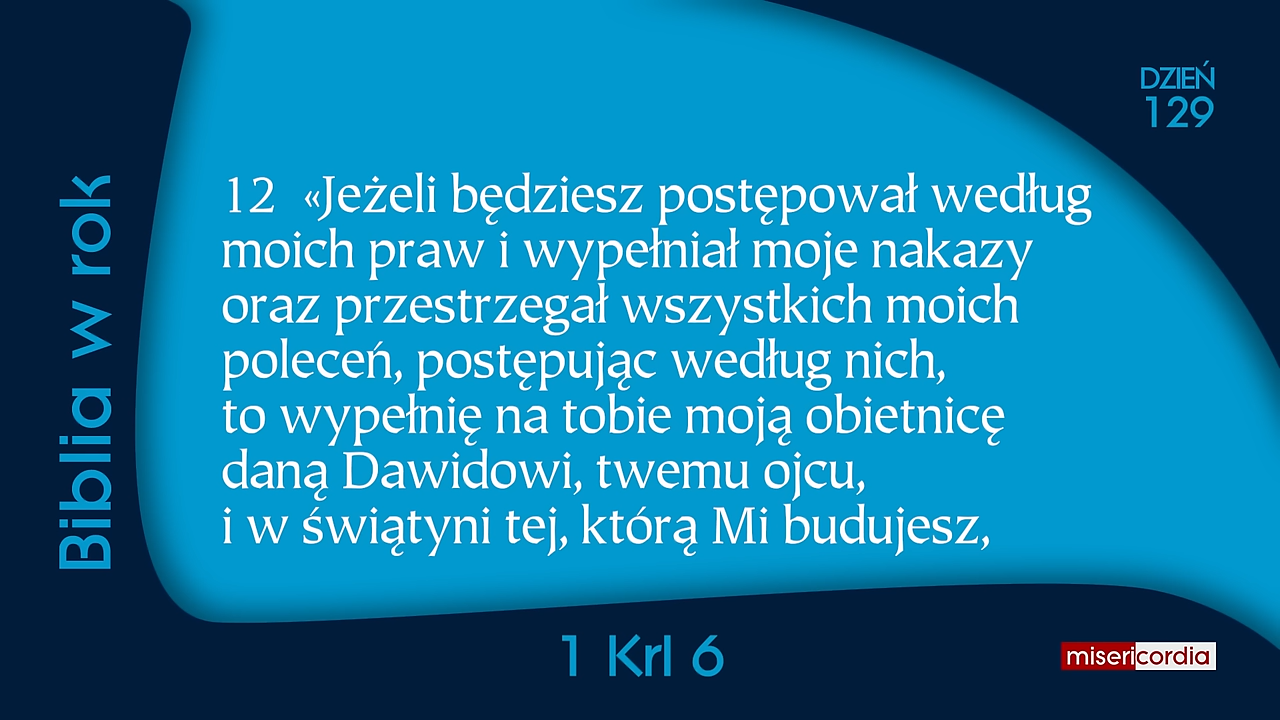 DZIEŃ
129
Biblia w rok
12 «Jeżeli będziesz postępował według
moich praw i wypełniał moje nakazy
oraz przestrzegał wszystkich moich
poleceń, postępując według nich,
to wypełnię na tobie moją obietnicę
daną Dawidowi, twemu ojcu,
i w świątyni tej, którą Mi budujesz,
1 Krl 6
misericordia